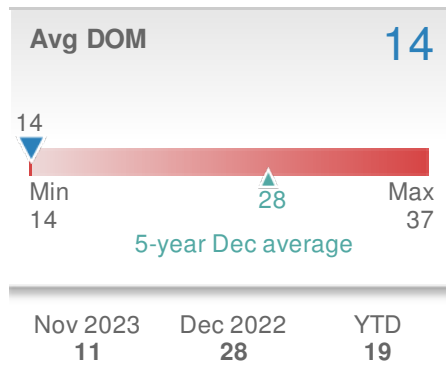 Avg DOM 14
14
Min 28 Max
14 37
5-year Dec average
Nov 2023 Dec 2022 YTD
11 28 19